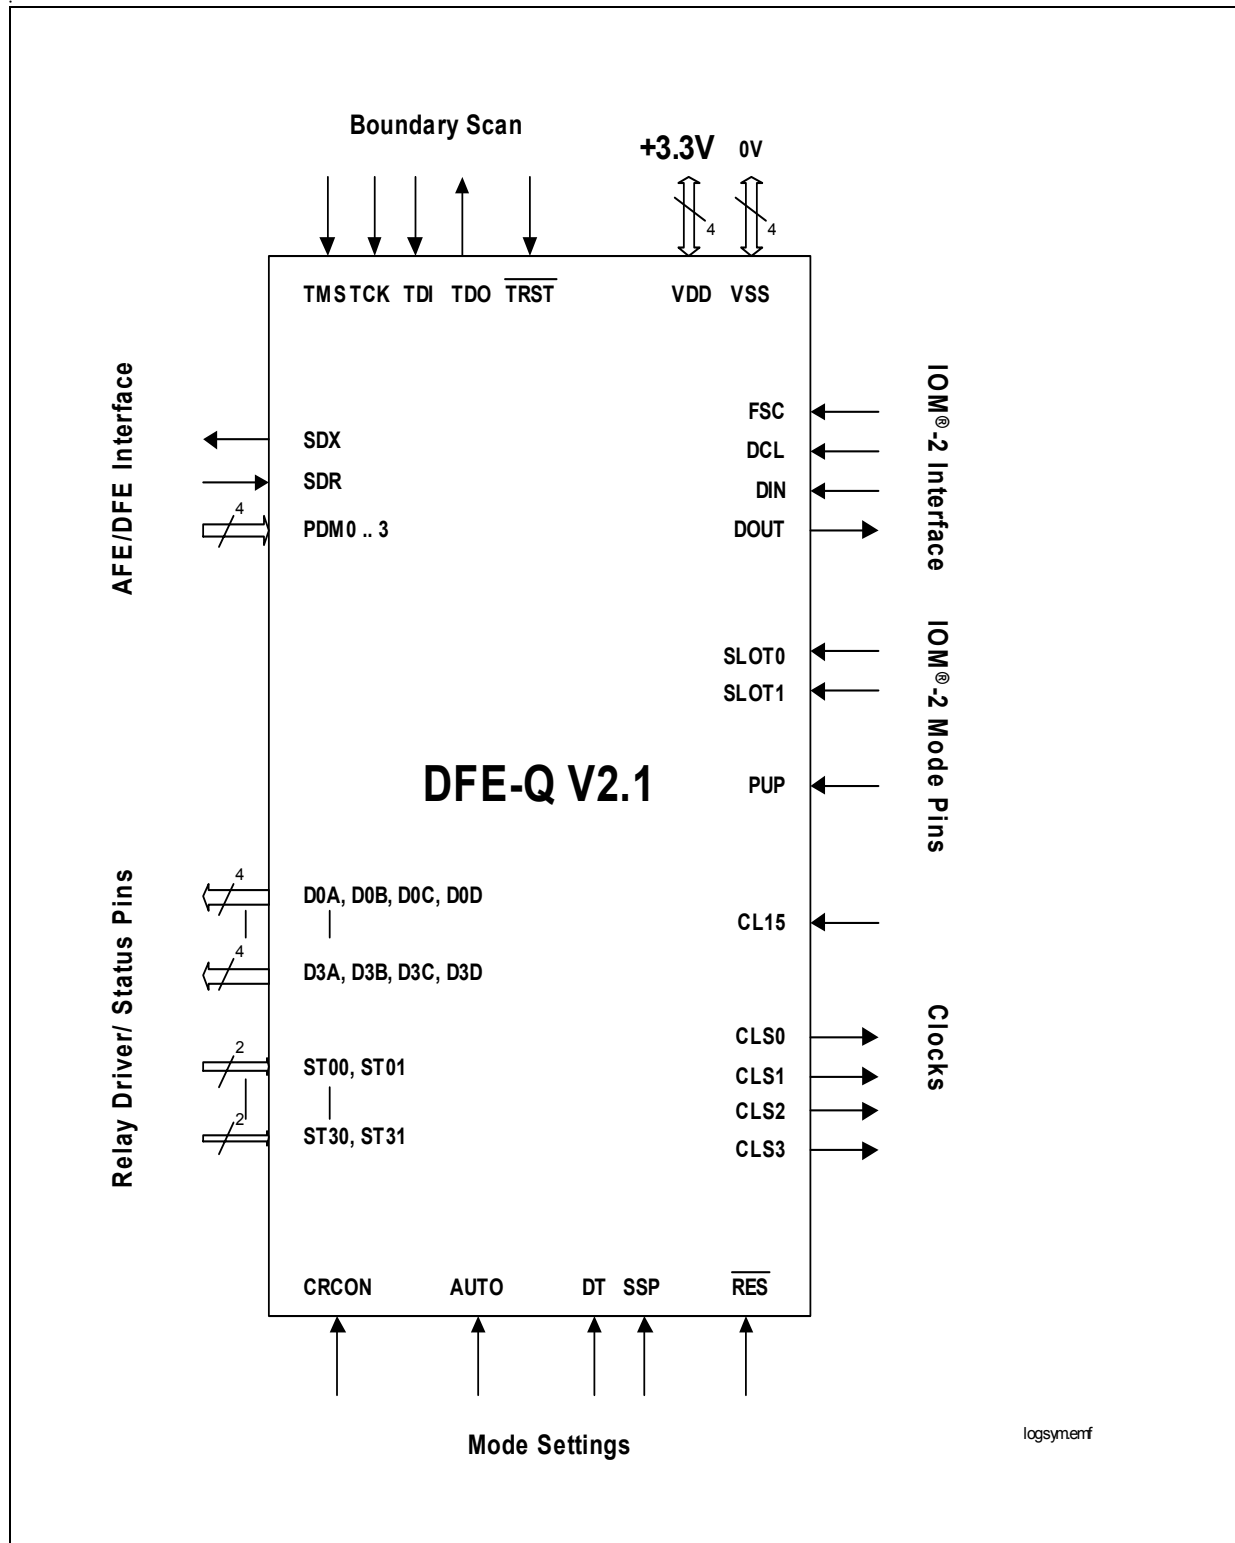 Boundary Scan
+3.3V 0V
4 4
TMS TCK TDI TDO TRST VDD VSS
AFE/DFE Interface
SDX
SDR
4
PDM0 .. 3
FSC
DCL
DIN
DOUT
IOM®-2 Interface
SLOT0
SLOT1
PUP
IOM®-2 Mode Pins
DFE-Q V2.1
Relay Driver/ Status Pins
4
D0A, D0B, D0C, D0D
4
D3A, D3B, D3C, D3D
2
ST00, ST01
2
ST30, ST31
CL15
CLS0
CLS1
CLS2
CLS3
Clocks
CRCON AUTO DT SSP RES
Mode Settings
logsym.emf